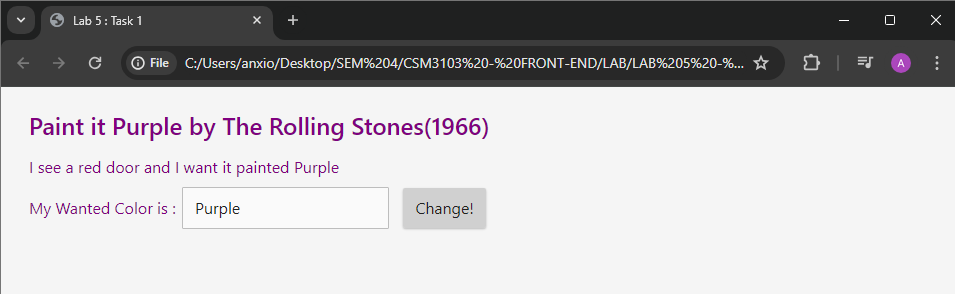 Lab 5 : Task 1
File C:/Users/anxio/Desktop/SEM%204/CSM3103%20-%20FRONT-END/LAB/LAB%205%20-%...
A
Paint it Purple by The Rolling Stones(1966)
I see a red door and I want it painted Purple
My Wanted Color is : Purple Change!